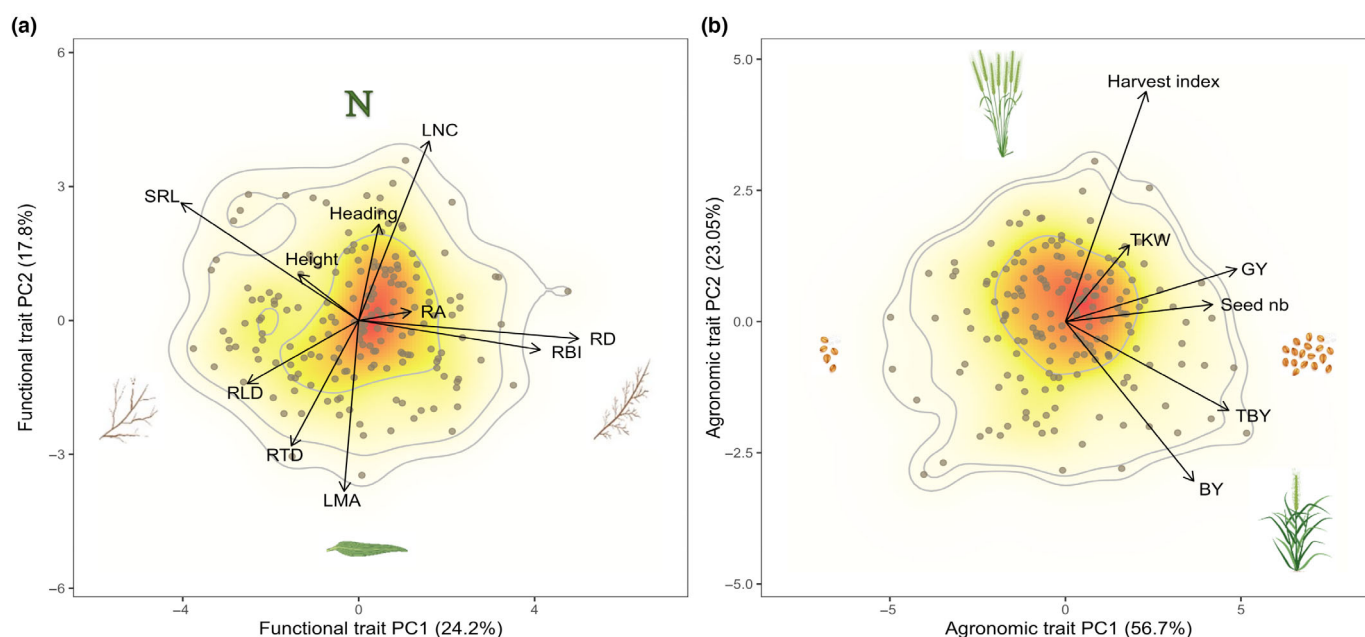 (a)
6
3
0
−3
−6
−4
0
4
Functional trait PC2 (17.8%)
Functional trait PC1 (24.2%)
N
LNC
SRL
Heading
Height
RA
RD
RBI
RLD
RTD
LMA
(b)
5.0
2.5
0.0
−2.5
−5.0
−5
0
5
Agronomic trait PC2 (23.05%)
Agronomic trait PC1 (56.7%)
Harvest index
TKW
GY
Seed nb
TBY
BY